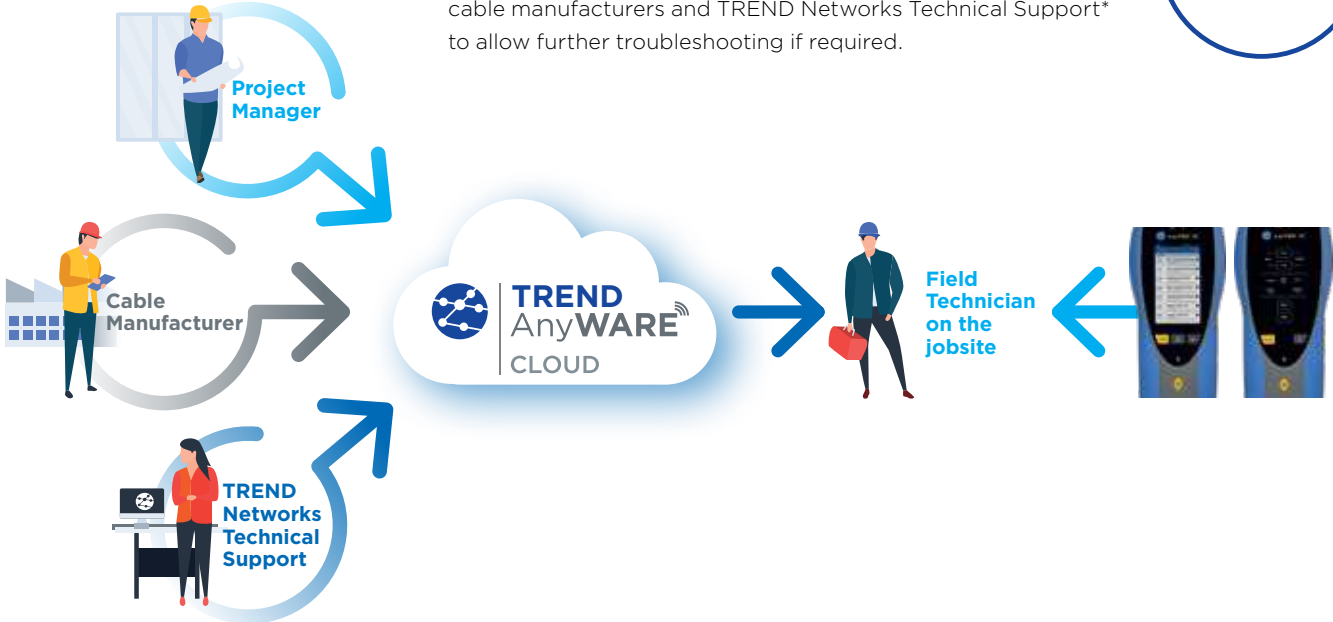 cable manufacturers and TREND Networks Technical Support*
to allow further troubleshooting if required.
Project
Manager
Cable
Manufacturer
TREND
AnyWARE
CLOUD
Field
Technician
on the
jobsite
TREND
Networks
Technical
Support